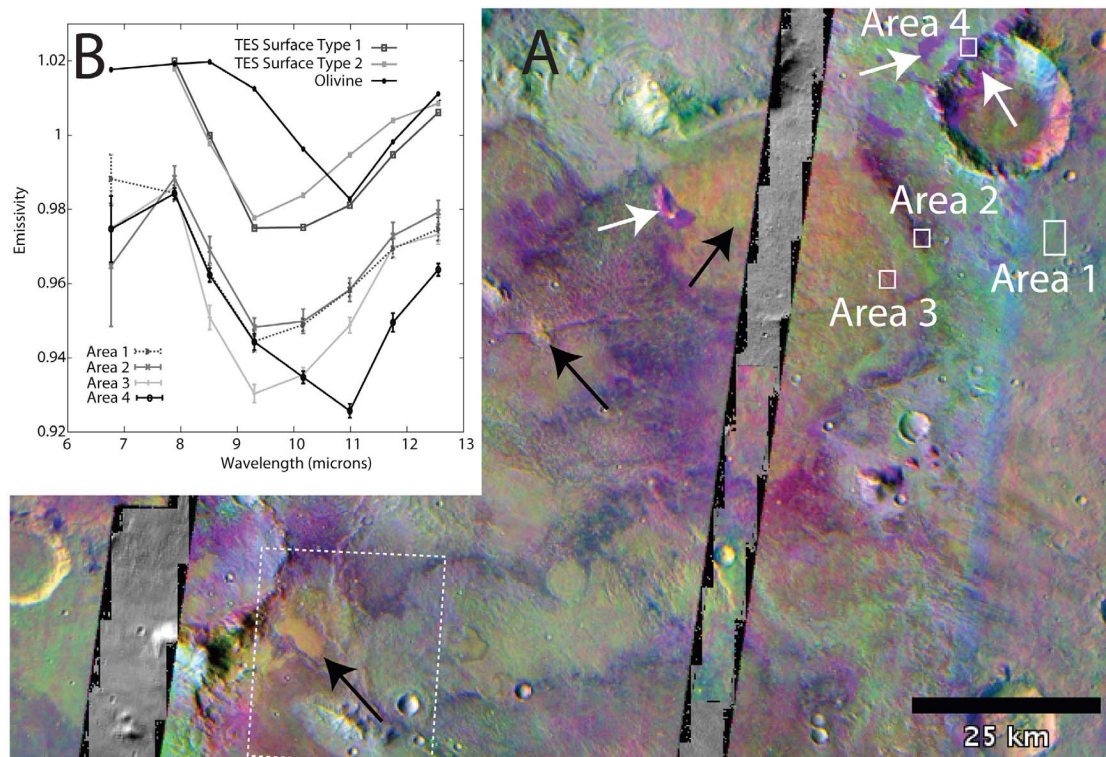 B
TES Surface Type 1
TES Surface Type 2
Olivine
1.02
1
0.98
0.96
0.94
0.92
Emissivity
Area 1
Area 2
Area 3
Area 4
6 7 8 9 10 11 12 13
Wavelength (microns)
A
Area 4
Area 2
Area 1
Area 3
25 km